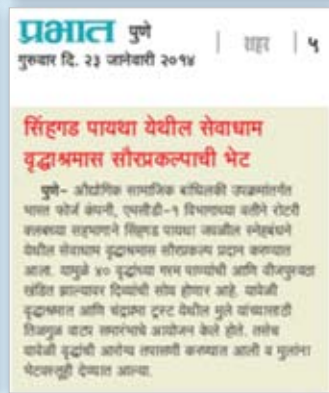 प्रभात पुणे
गुरुवार दि. २३ जानेवारी २०१४ | शहर | ५
सिंहगड पायथा येथील सेवाधाम
वृद्धाश्रमास सौरप्रकल्पाची भेट
पुणे- औद्योगिक सामाजिक बांधिलकी उपक्रमांतर्गत
भारत फोर्ज कंपनी, एमसीडी-१ विभागाच्या वतीने रोटरी
क्लबच्या सहभागाने सिंहगड पायथा जवळील स्नेहबंधने
येथील सेवाधाम वृद्धाश्रमास सौरप्रकल्प प्रदान करण्यात
आला. यामुळे ४० वृद्धांच्या गरम पाण्याची आणि वीजपुरवठा
खंडित झाल्यावर दिव्यांची सोय होणार आहे. यावेळी
वृद्धाश्रमात आणि चंद्रप्रभा ट्रस्ट येथील मुले यांच्यासाठी
तिळगुळ वाटप समारंभाचे आयोजन केले होते. तसेच
यावेळी वृद्धांची आरोग्य तपासणी करण्यात आली व मुलांना
भेटवस्तूही देण्यात आल्या.